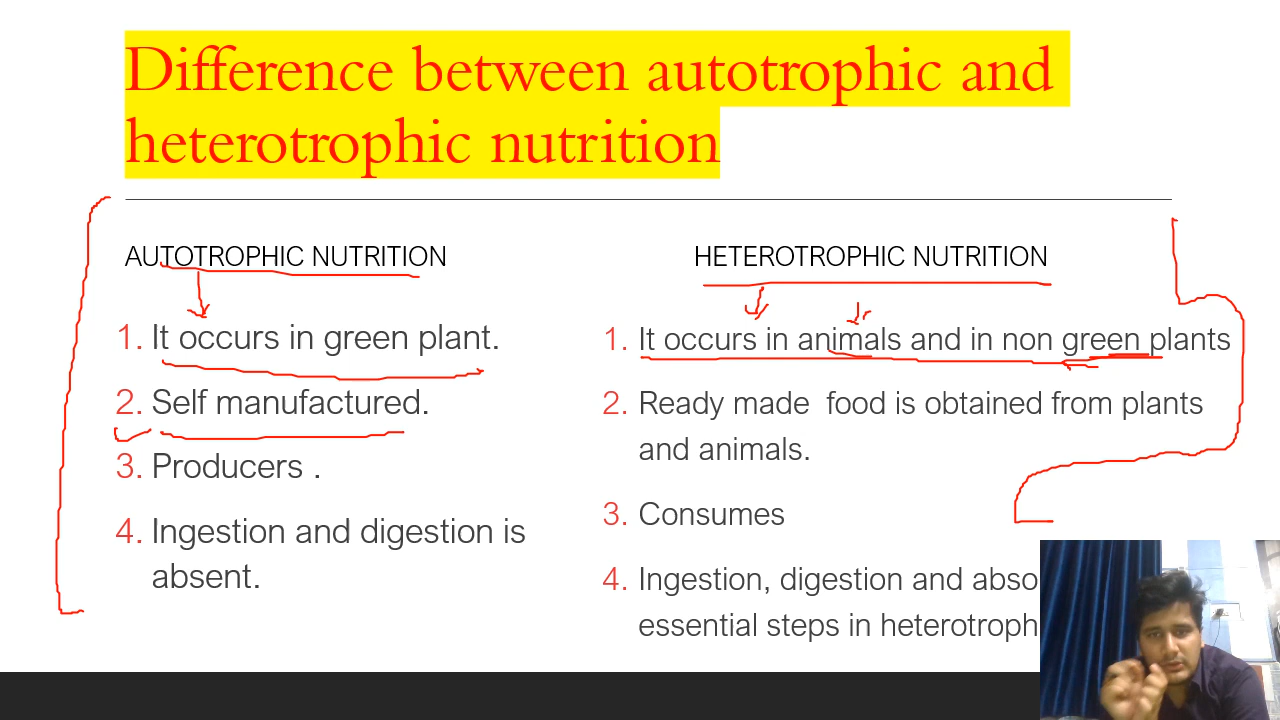 Difference between autotrophic and
heterotrophic nutrition
AUTOTROPHIC NUTRITION
1. It occurs in green plant.
2. Self manufactured.
3. Producers .
4. Ingestion and digestion is
absent.
HETEROTROPHIC NUTRITION
1. It occurs in animals and in non green plants
2. Ready made food is obtained from plants
and animals.
3. Consumes
4. Ingestion, digestion and
essential steps in